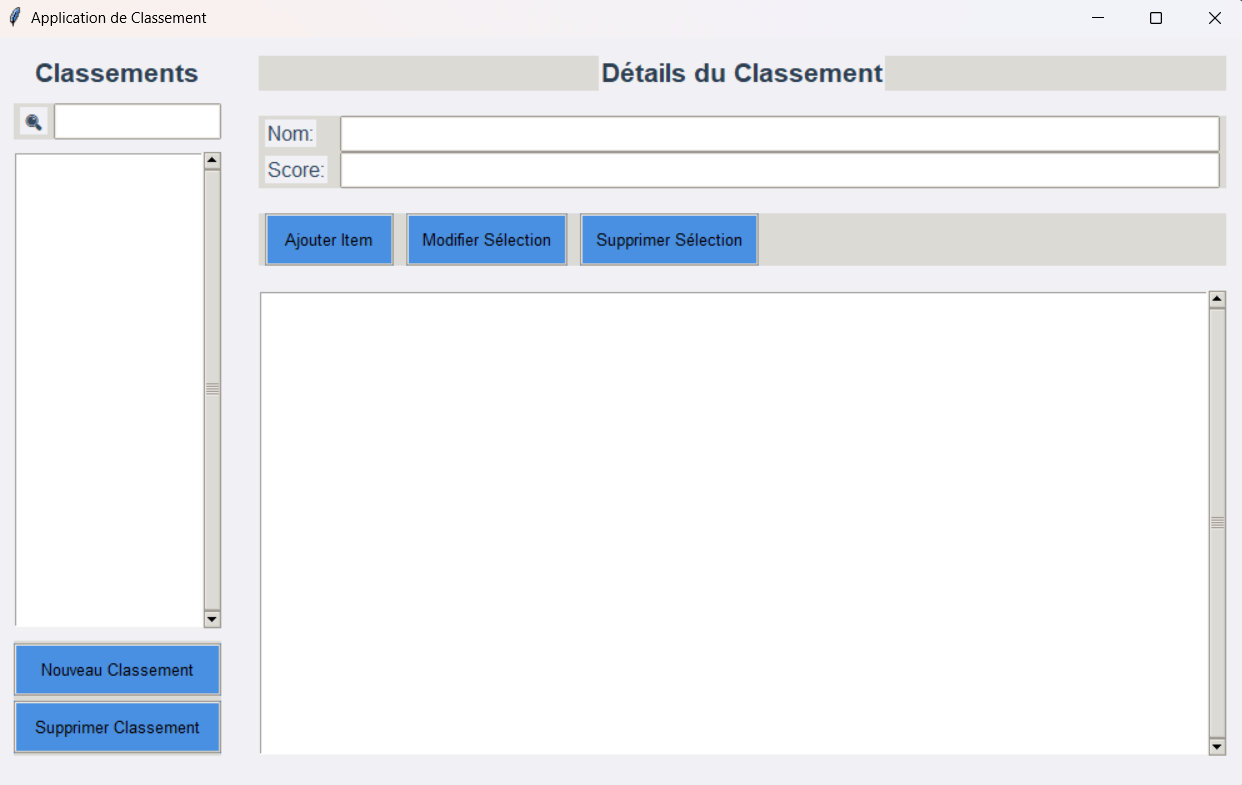 Application de Classement
Classements
Détails du Classement
Nom:
Score:
Ajouter Item
Modifier Sélection
Supprimer Sélection
Nouveau Classement
Supprimer Classement